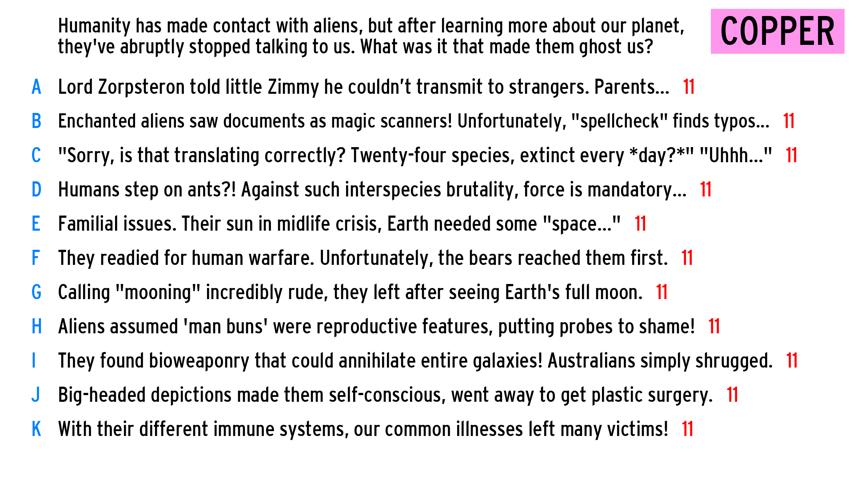 Humanity has made contact with aliens, but after learning more about our planet,
they've abruptly stopped talking to us. What was it that made them ghost us?
COPPER
A Lord Zorpsteron told little Zimmy he couldn't transmit to strangers. Parents... 11
B Enchanted aliens saw documents as magic scanners! Unfortunately, "spellcheck" finds typos... 11
C "Sorry, is that translating correctly? Twenty-four species, extinct every *day?*" "Uhhh..." 11
D Humans step on ants?! Against such interspecies brutality, force is mandatory... 11
E Familial issues. Their sun in midlife crisis, Earth needed some "space..." 11
F They readied for human warfare. Unfortunately, the bears reached them first. 11
G Calling "mooning" incredibly rude, they left after seeing Earth's full moon. 11
H Aliens assumed 'man buns' were reproductive features, putting probes to shame! 11
I They found bioweaponry that could annihilate entire galaxies! Australians simply shrugged. 11
J Big-headed depictions made them self-conscious, went away to get plastic surgery. 11
K With their different immune systems, our common illnesses left many victims! 11